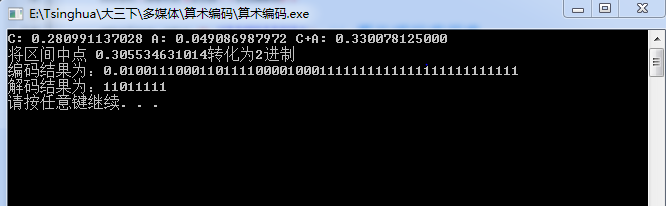 E:\Tsinghua\大三下\多媒体\算术编码\算术编码.exe
C: 0.280991137028 A: 0.049086987972 C+A: 0.330078125000
将区间中点 0.305534631014转化为2进制
编码结果为：0.01001110001101111000010001111111111111111111111111
解码结果为：11011111
请按任意键继续. . .